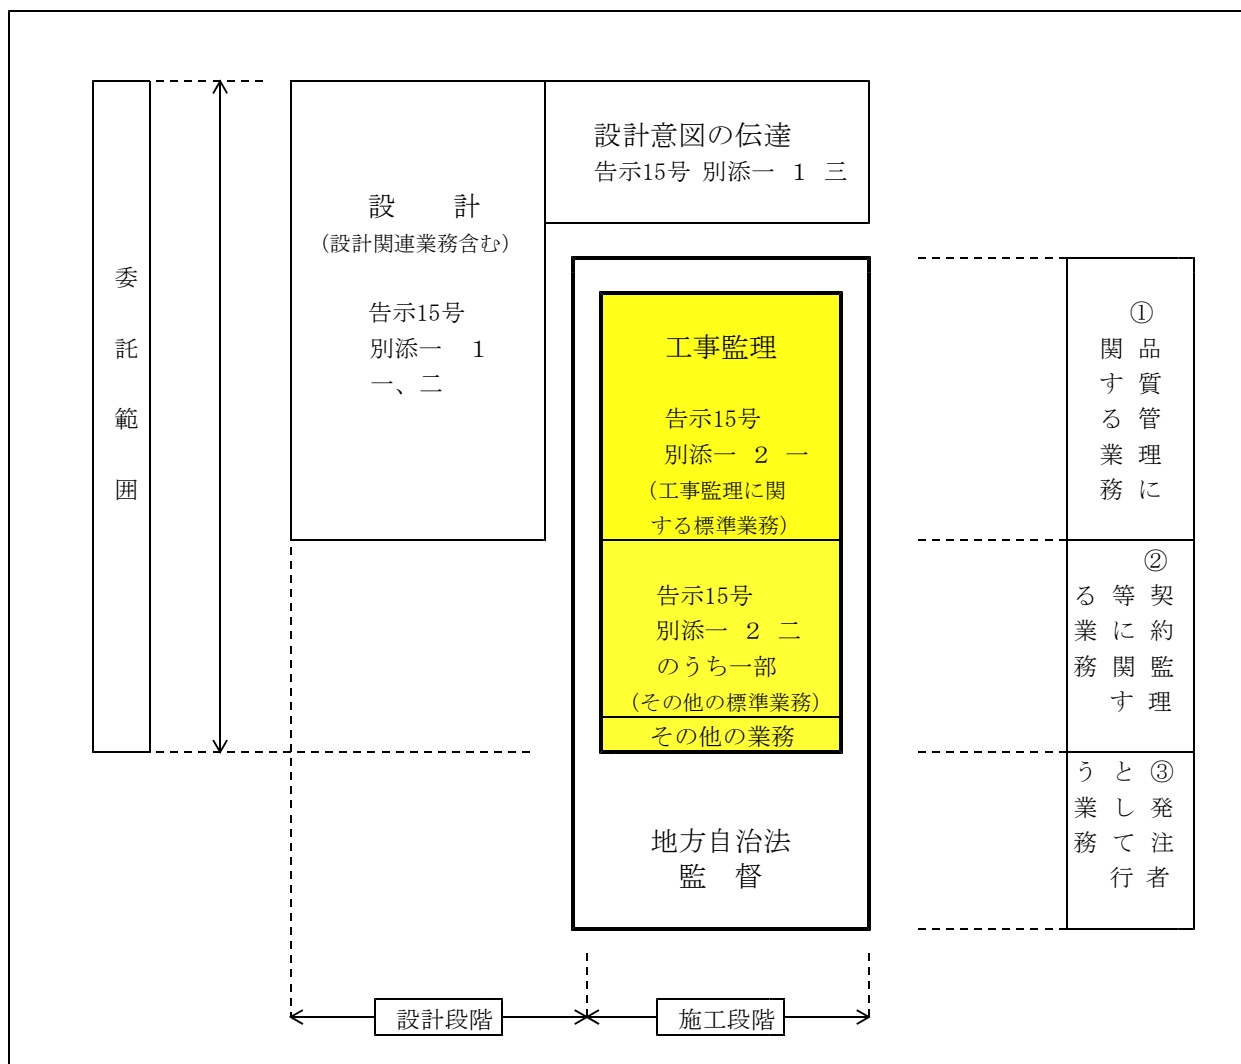 委託範囲
設　　計
（設計関連業務含む）
告示15号
別添一　１
一、二
設計意図の伝達
告示15号 別添一 １ 三
工事監理
告示15号
別添一 ２ 一
（工事監理に関
する標準業務）
告示15号
別添一 ２ 二
のうち一部
（その他の標準業務）
その他の業務
地方自治法
監　督
①
品質管理に
関する業務
②
契約監理
等に関す
る業務
③発注者
として行
う業務
設計段階
施工段階